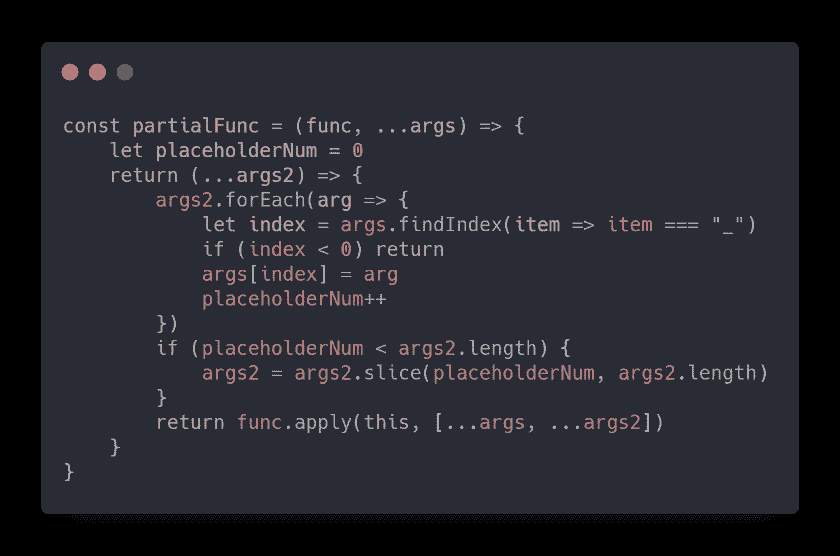 const partialFunc = (func, ...args) => {
    let placeholderNum = 0
    return (...args2) => {
        args2.forEach(arg => {
            let index = args.findIndex(item => item === "_")
            if (index < 0) return
            args[index] = arg
            placeholderNum++
        })
        if (placeholderNum < args2.length) {
            args2 = args2.slice(placeholderNum, args2.length)
        }
        return func.apply(this, [...args, ...args2])
    }
}